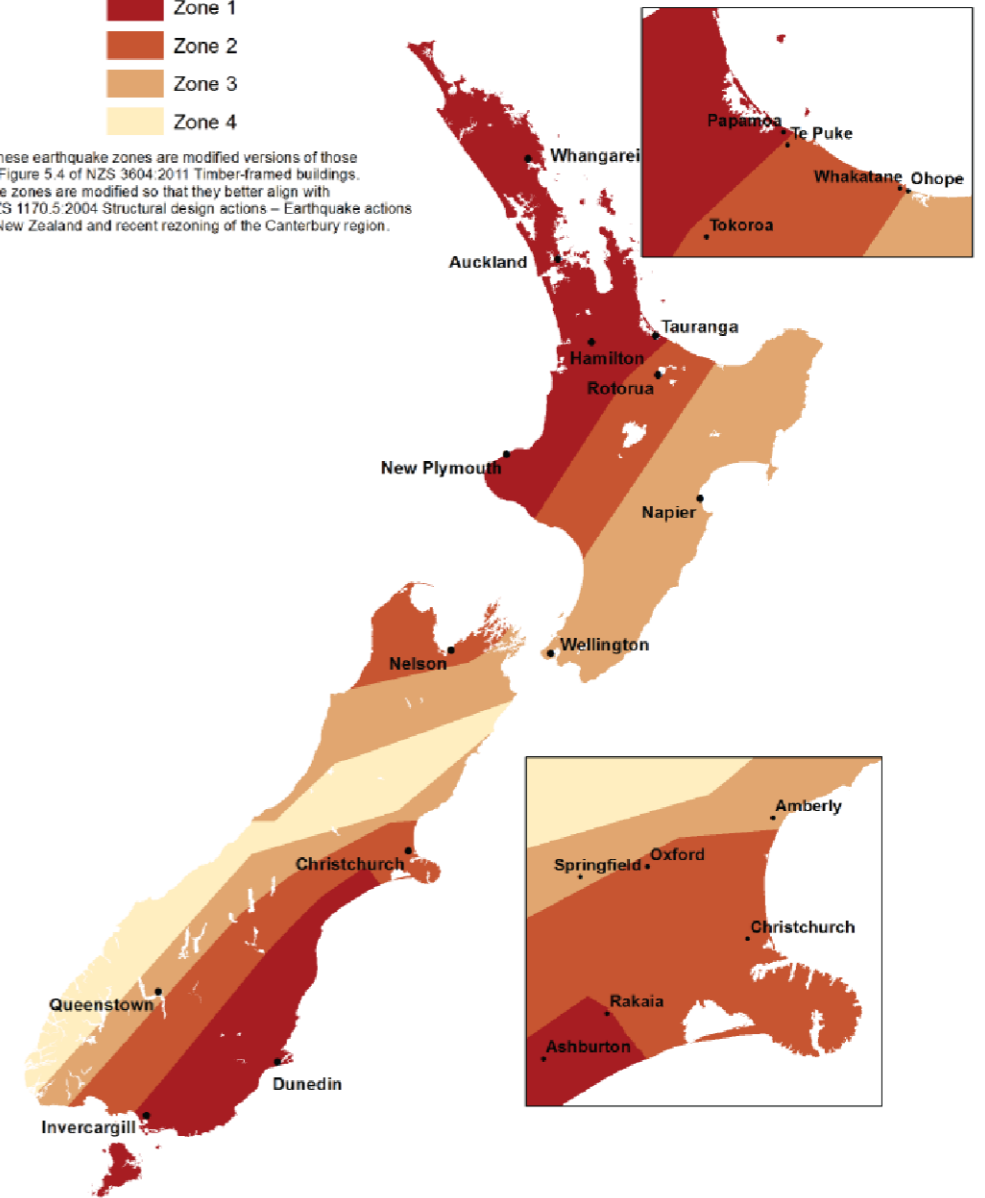 Zone 1
Zone 2
Zone 3
Zone 4
hese earthquake zones are modified versions of those
Figure 5.4 of NZS 3604:2011 Timber-framed buildings.
e zones are modified so that they better align with
ZS 1170.5:2004 Structural design actions – Earthquake actions
New Zealand and recent rezoning of the Canterbury region.
Papamoa
Te Puke
Whakatane
Ohope
Tokoroa
Whangarei
Auckland
Tauranga
Hamilton
Rotorua
New Plymouth
Napier
Wellington
Nelson
Christchurch
Queenstown
Dunedin
Invercargill
Amberly
Oxford
Springfield
Christchurch
Rakaia
Ashburton